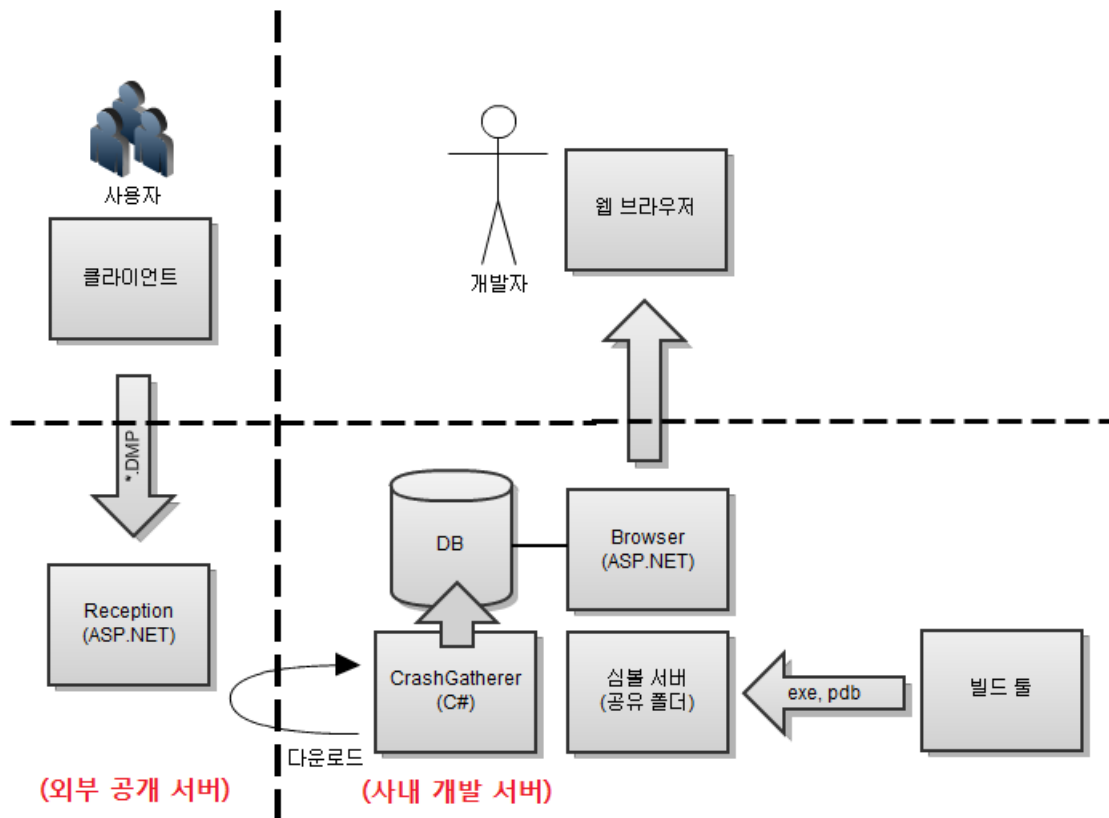 사용자
클라이언트
개발자
웹 브라우저
*.DMP
DB
Browser
(ASP.NET)
Reception
(ASP.NET)
CrashGatherer
(C#)
심볼 서버
(공유 폴더)
exe, pdb
빌드 툴
다운로드
(외부 공개 서버)
(사내 개발 서버)